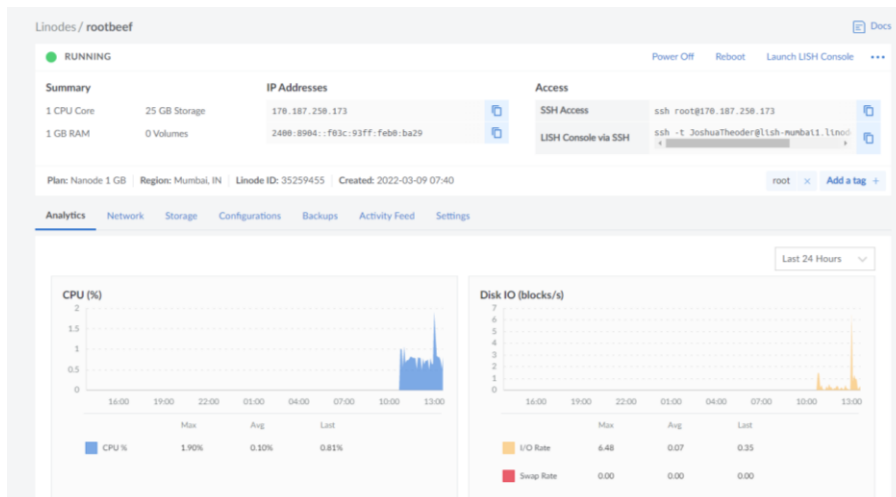 Linodes / rootbeef
Docs
RUNNING
Power Off Reboot Launch LISH Console ...
Summary
1 CPU Core 25 GB Storage
1 GB RAM 0 Volumes
IP Addresses
170.187.250.173
2400:8904::f03c:93ff:feb0:ba29
Access
SSH Access ssh root@170.187.250.173
LISH Console via SSH ssh -t JoshuaTheoder@lish-mumbai1.linod
Plan: Nanode 1 GB Region: Mumbai, IN Linode ID: 35259455 Created: 2022-03-09 07:40
root × Add a tag +
Analytics Network Storage Configurations Backups Activity Feed Settings
Last 24 Hours
CPU (%)
2
1.5
1
0.5
0
16:00 19:00 22:00 01:00 04:00 07:00 10:00 13:00
Max Avg Last
CPU % 1.90% 0.10% 0.81%
Disk IO (blocks/s)
7
6
5
4
3
2
1
0
16:00 19:00 22:00 01:00 04:00 07:00 10:00 13:00
Max Avg Last
I/O Rate 6.48 0.07 0.35
Swap Rate 0.00 0.00 0.00